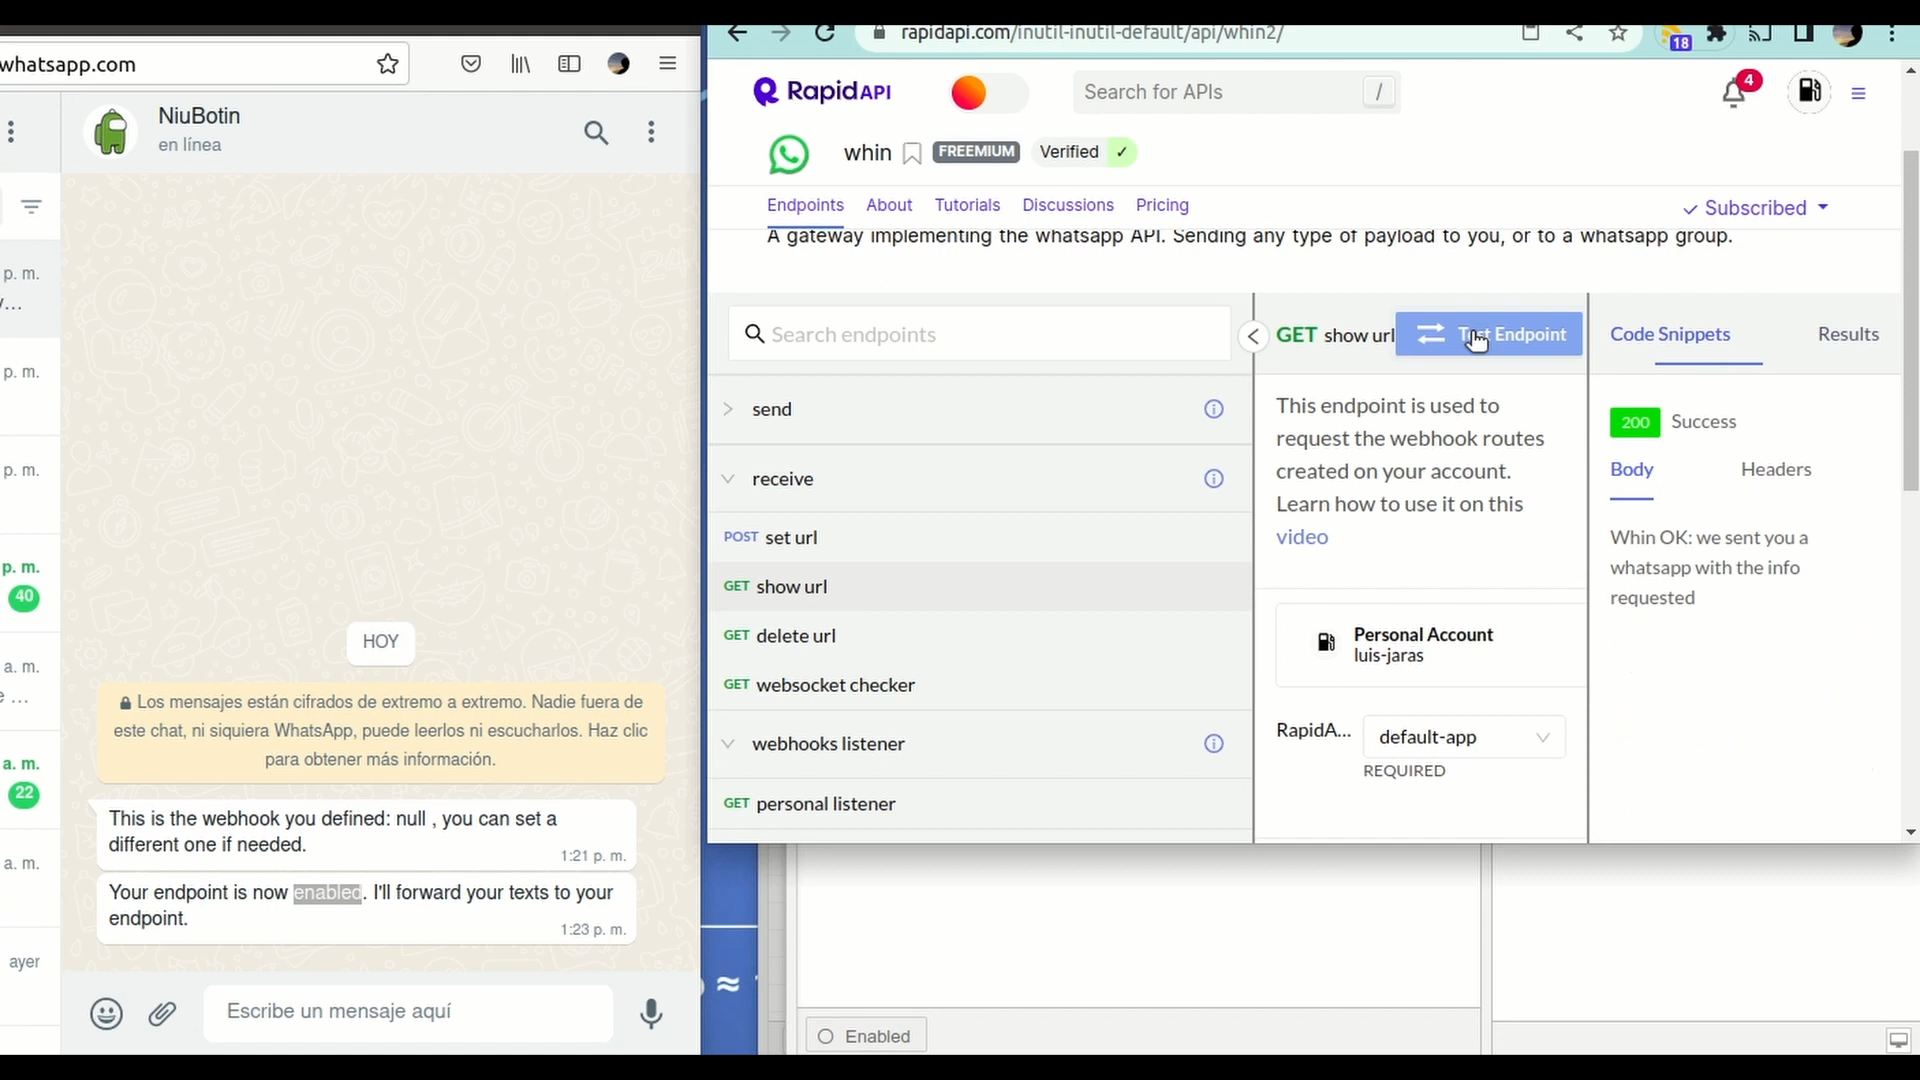 whatsapp.com
NiuBotin
en línea
p. m.
p. m.
p. m.
p. m.
40
a. m.
a. m.
22
a. m.
ayer
HOY
Los mensajes están cifrados de extremo a extremo. Nadie fuera de
este chat, ni siquiera WhatsApp, puede leerlos ni escucharlos. Haz clic
para obtener más información.
This is the webhook you defined: null , you can set a
different one if needed.
1:21 p. m.
Your endpoint is now enabled. I'll forward your texts to your
endpoint.
1:23 p. m.
Escribe un mensaje aquí
rapidapi.com/inutil-inutil-default/api/whin2/
18
Rapid API
Search for APIs
/
4
whin
FREEMIUM
Verified ✓
Endpoints
About
Tutorials
Discussions
Pricing
Subscribed
A gateway implementing the whatsapp API. Sending any type of payload to you, or to a whatsapp group.
Search endpoints
send
receive
POST set url
GET show url
GET delete url
GET websocket checker
webhooks listener
GET personal listener
GET show url
Test Endpoint
This endpoint is used to
request the webhook routes
created on your account.
Learn how to use it on this
video
Personal Account
luis-jaras
RapidA...
default-app
REQUIRED
Code Snippets
Results
200 Success
Body
Headers
Whin OK: we sent you a
whatsapp with the info
requested
≈
Enabled